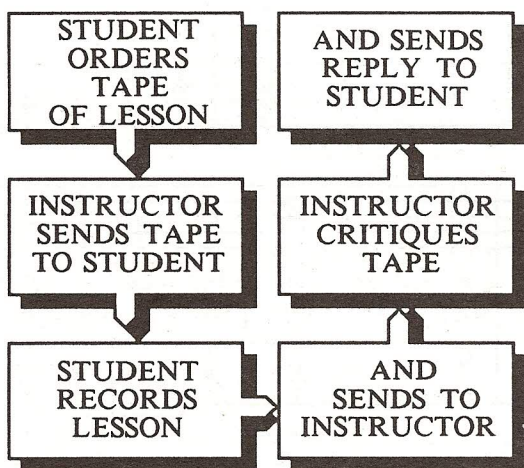 STUDENT
ORDERS
TAPE
OF LESSON
INSTRUCTOR
SENDS TAPE
TO STUDENT
STUDENT
RECORDS
LESSON
AND
SENDS TO
INSTRUCTOR
INSTRUCTOR
CRITIQUES
TAPE
AND SENDS
REPLY TO
STUDENT